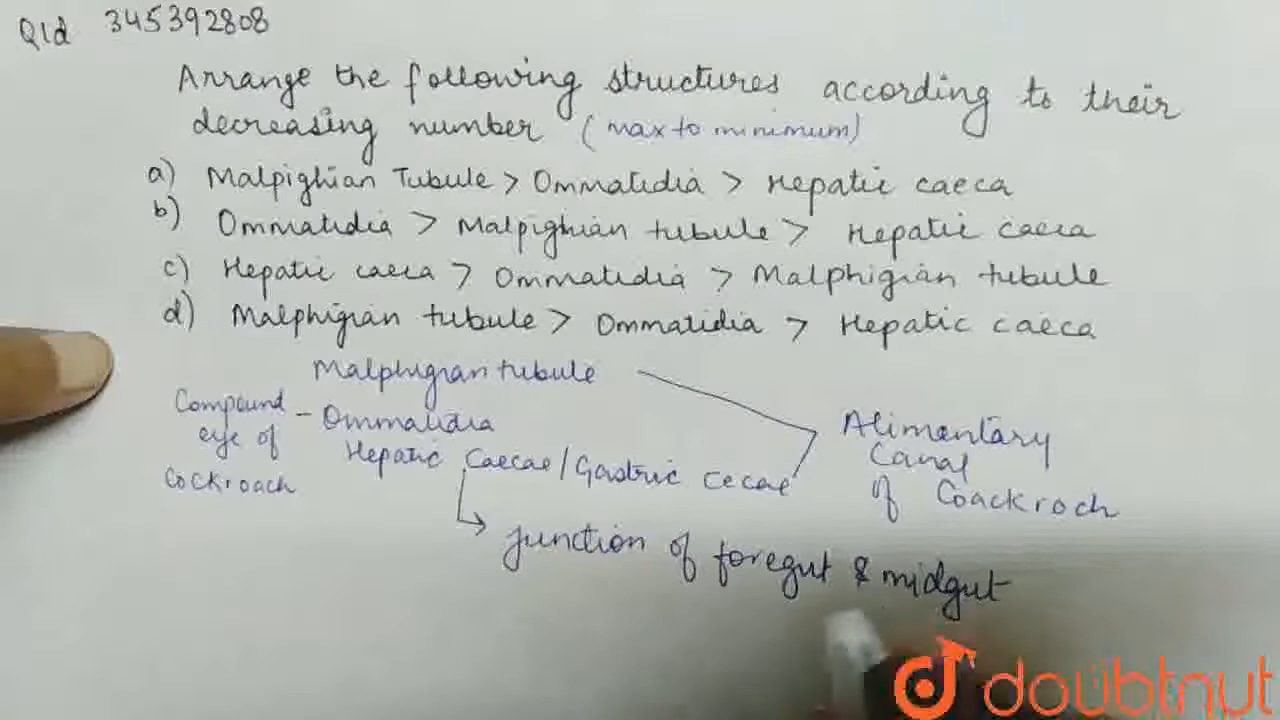 QId 345392808
Arrange the following structures according to their
decreasing number (max to minimum)
a) Malpighian Tubule > Ommatidia > Hepatic caeca
b) Ommatidia > Malpighian tubule > Hepatic caeca
c) Hepatic caeca > Ommatidia > Malphigian tubule
d) Malphigian tubule > Ommatidia > Hepatic caeca
Malphigian tubule
Compound eye of Cockroach - Ommatidia
Hepatic Caecae/Gastric cecae
Alimentary
Canal
of Coackroch
junction of foregut & midgut
doubtnut